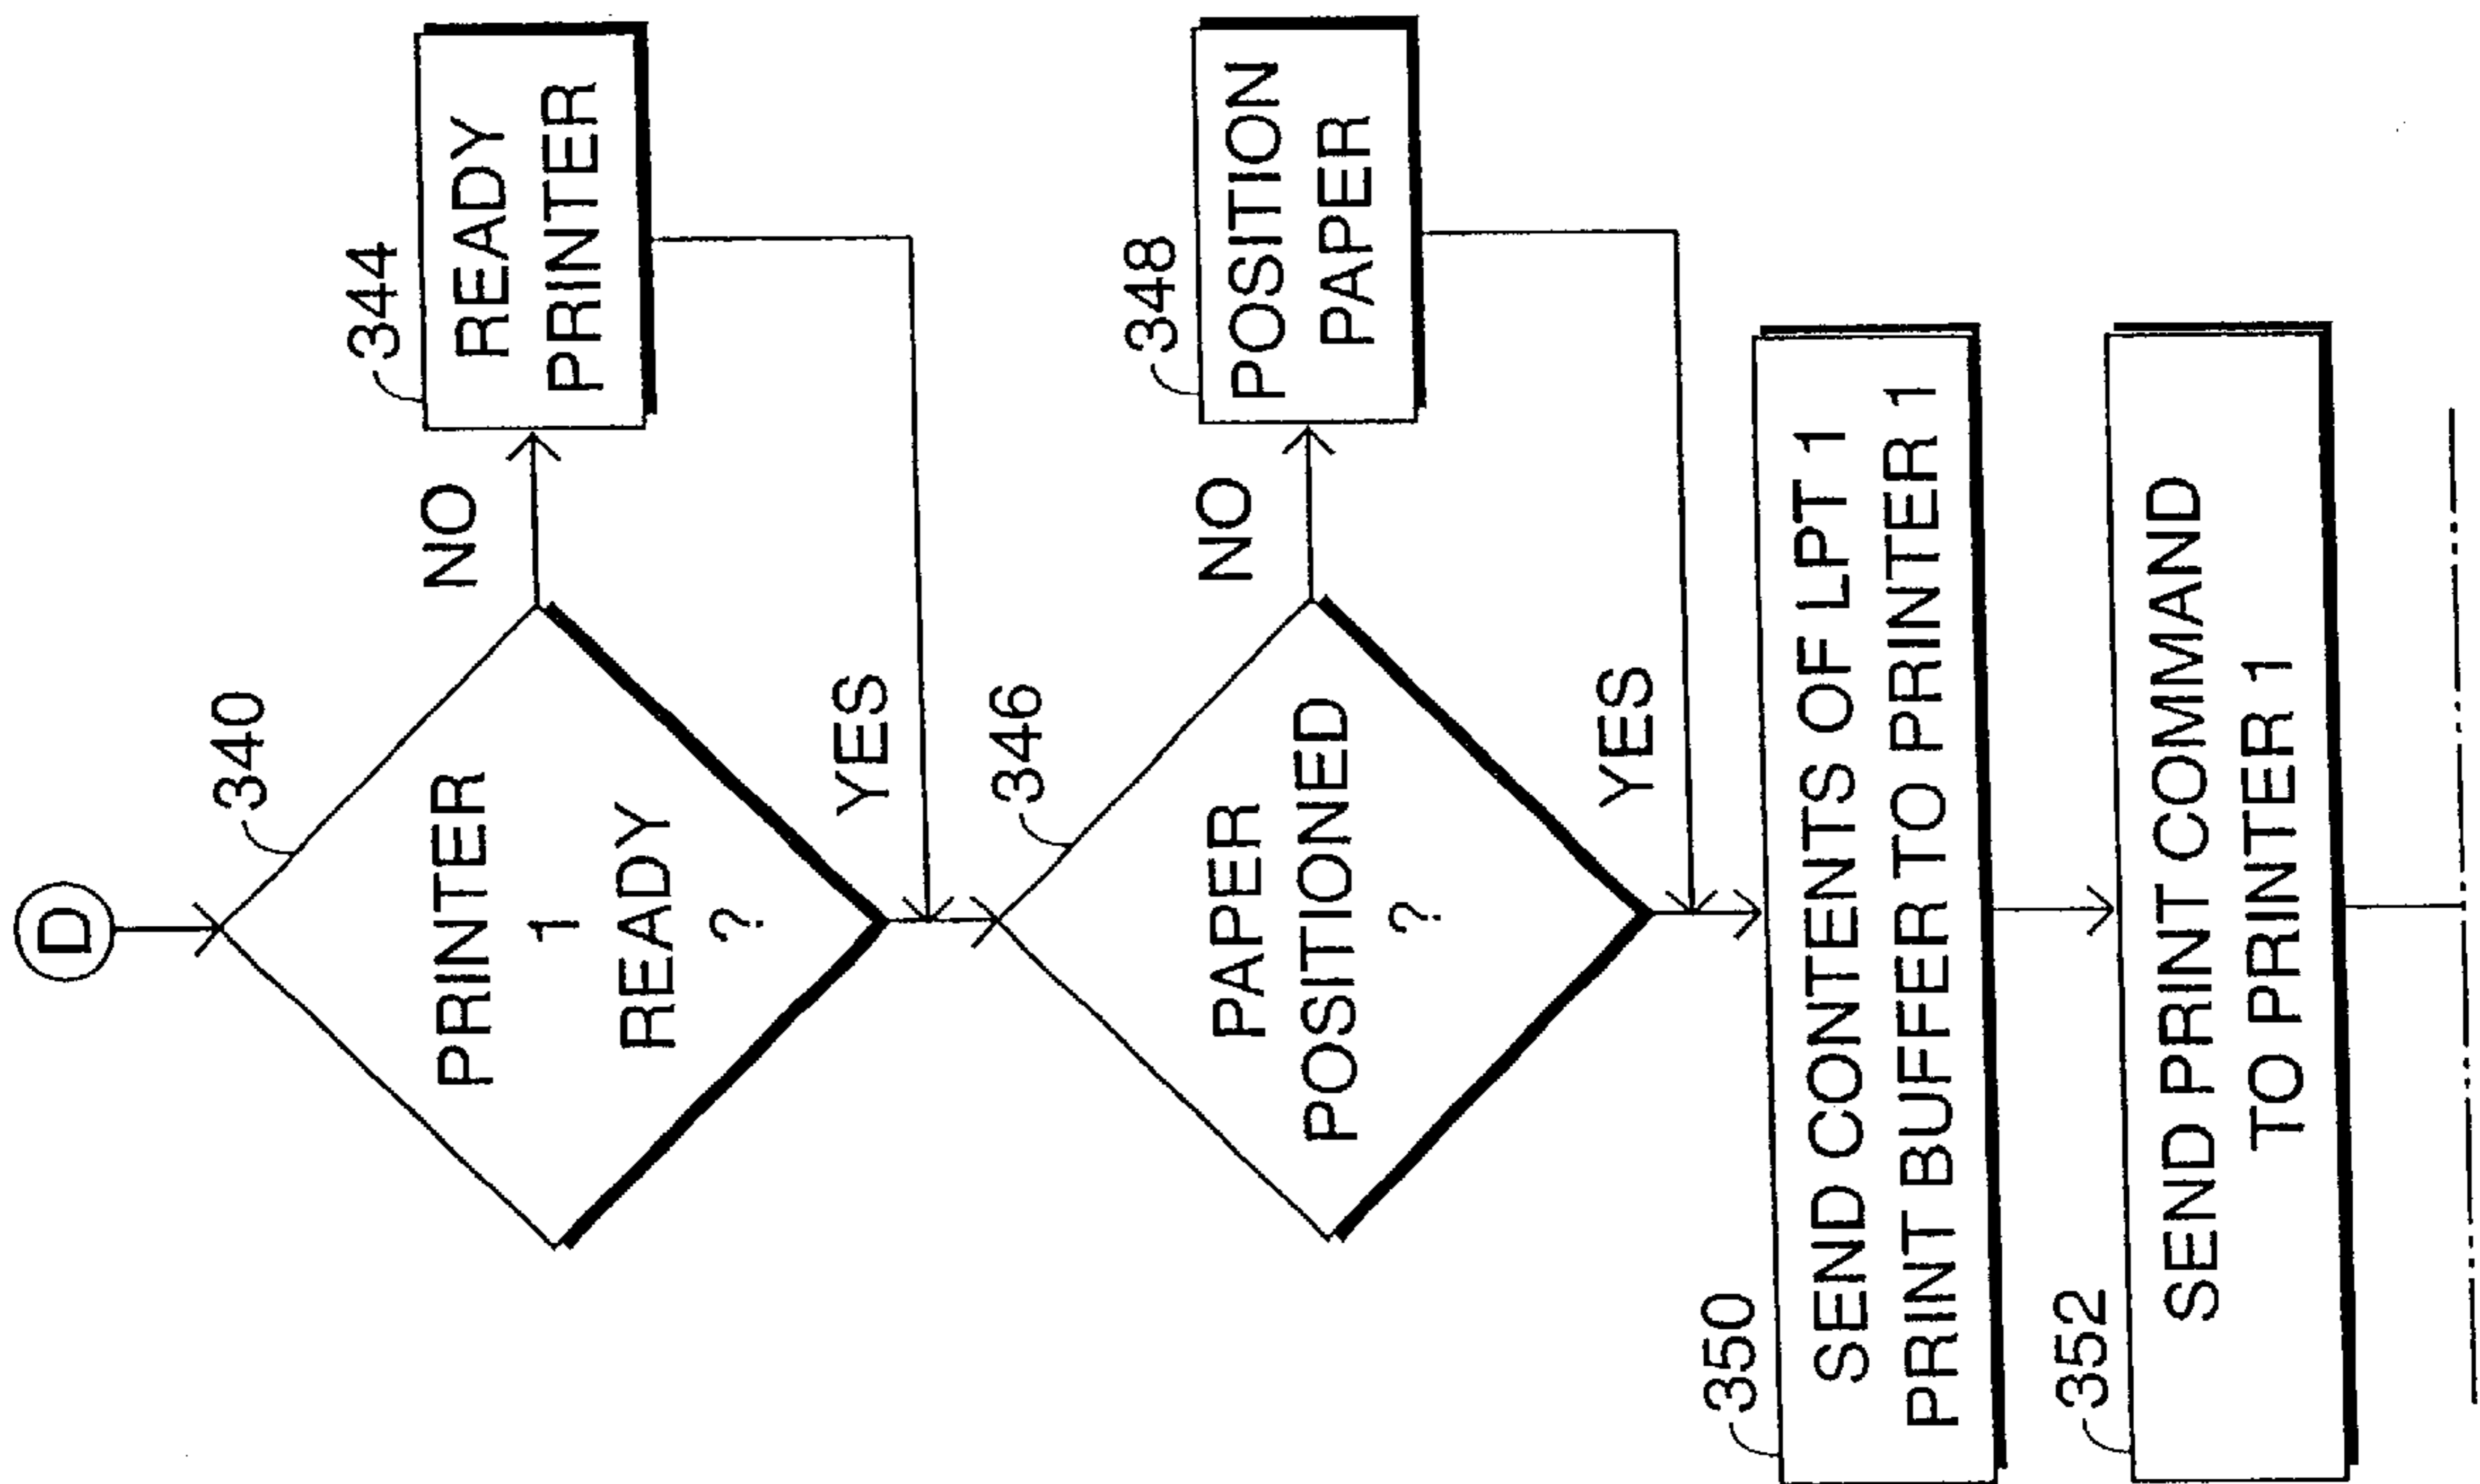 D
340
PRINTER
1
READY
?
NO
344
READY
PRINTER
YES
346
PAPER
POSITIONED
?
NO
348
POSITION
PAPER
YES
350
SEND CONTENTS OF LPT 1
PRINT BUFFER TO PRINTER 1
352
SEND PRINT COMMAND
TO PRINTER 1